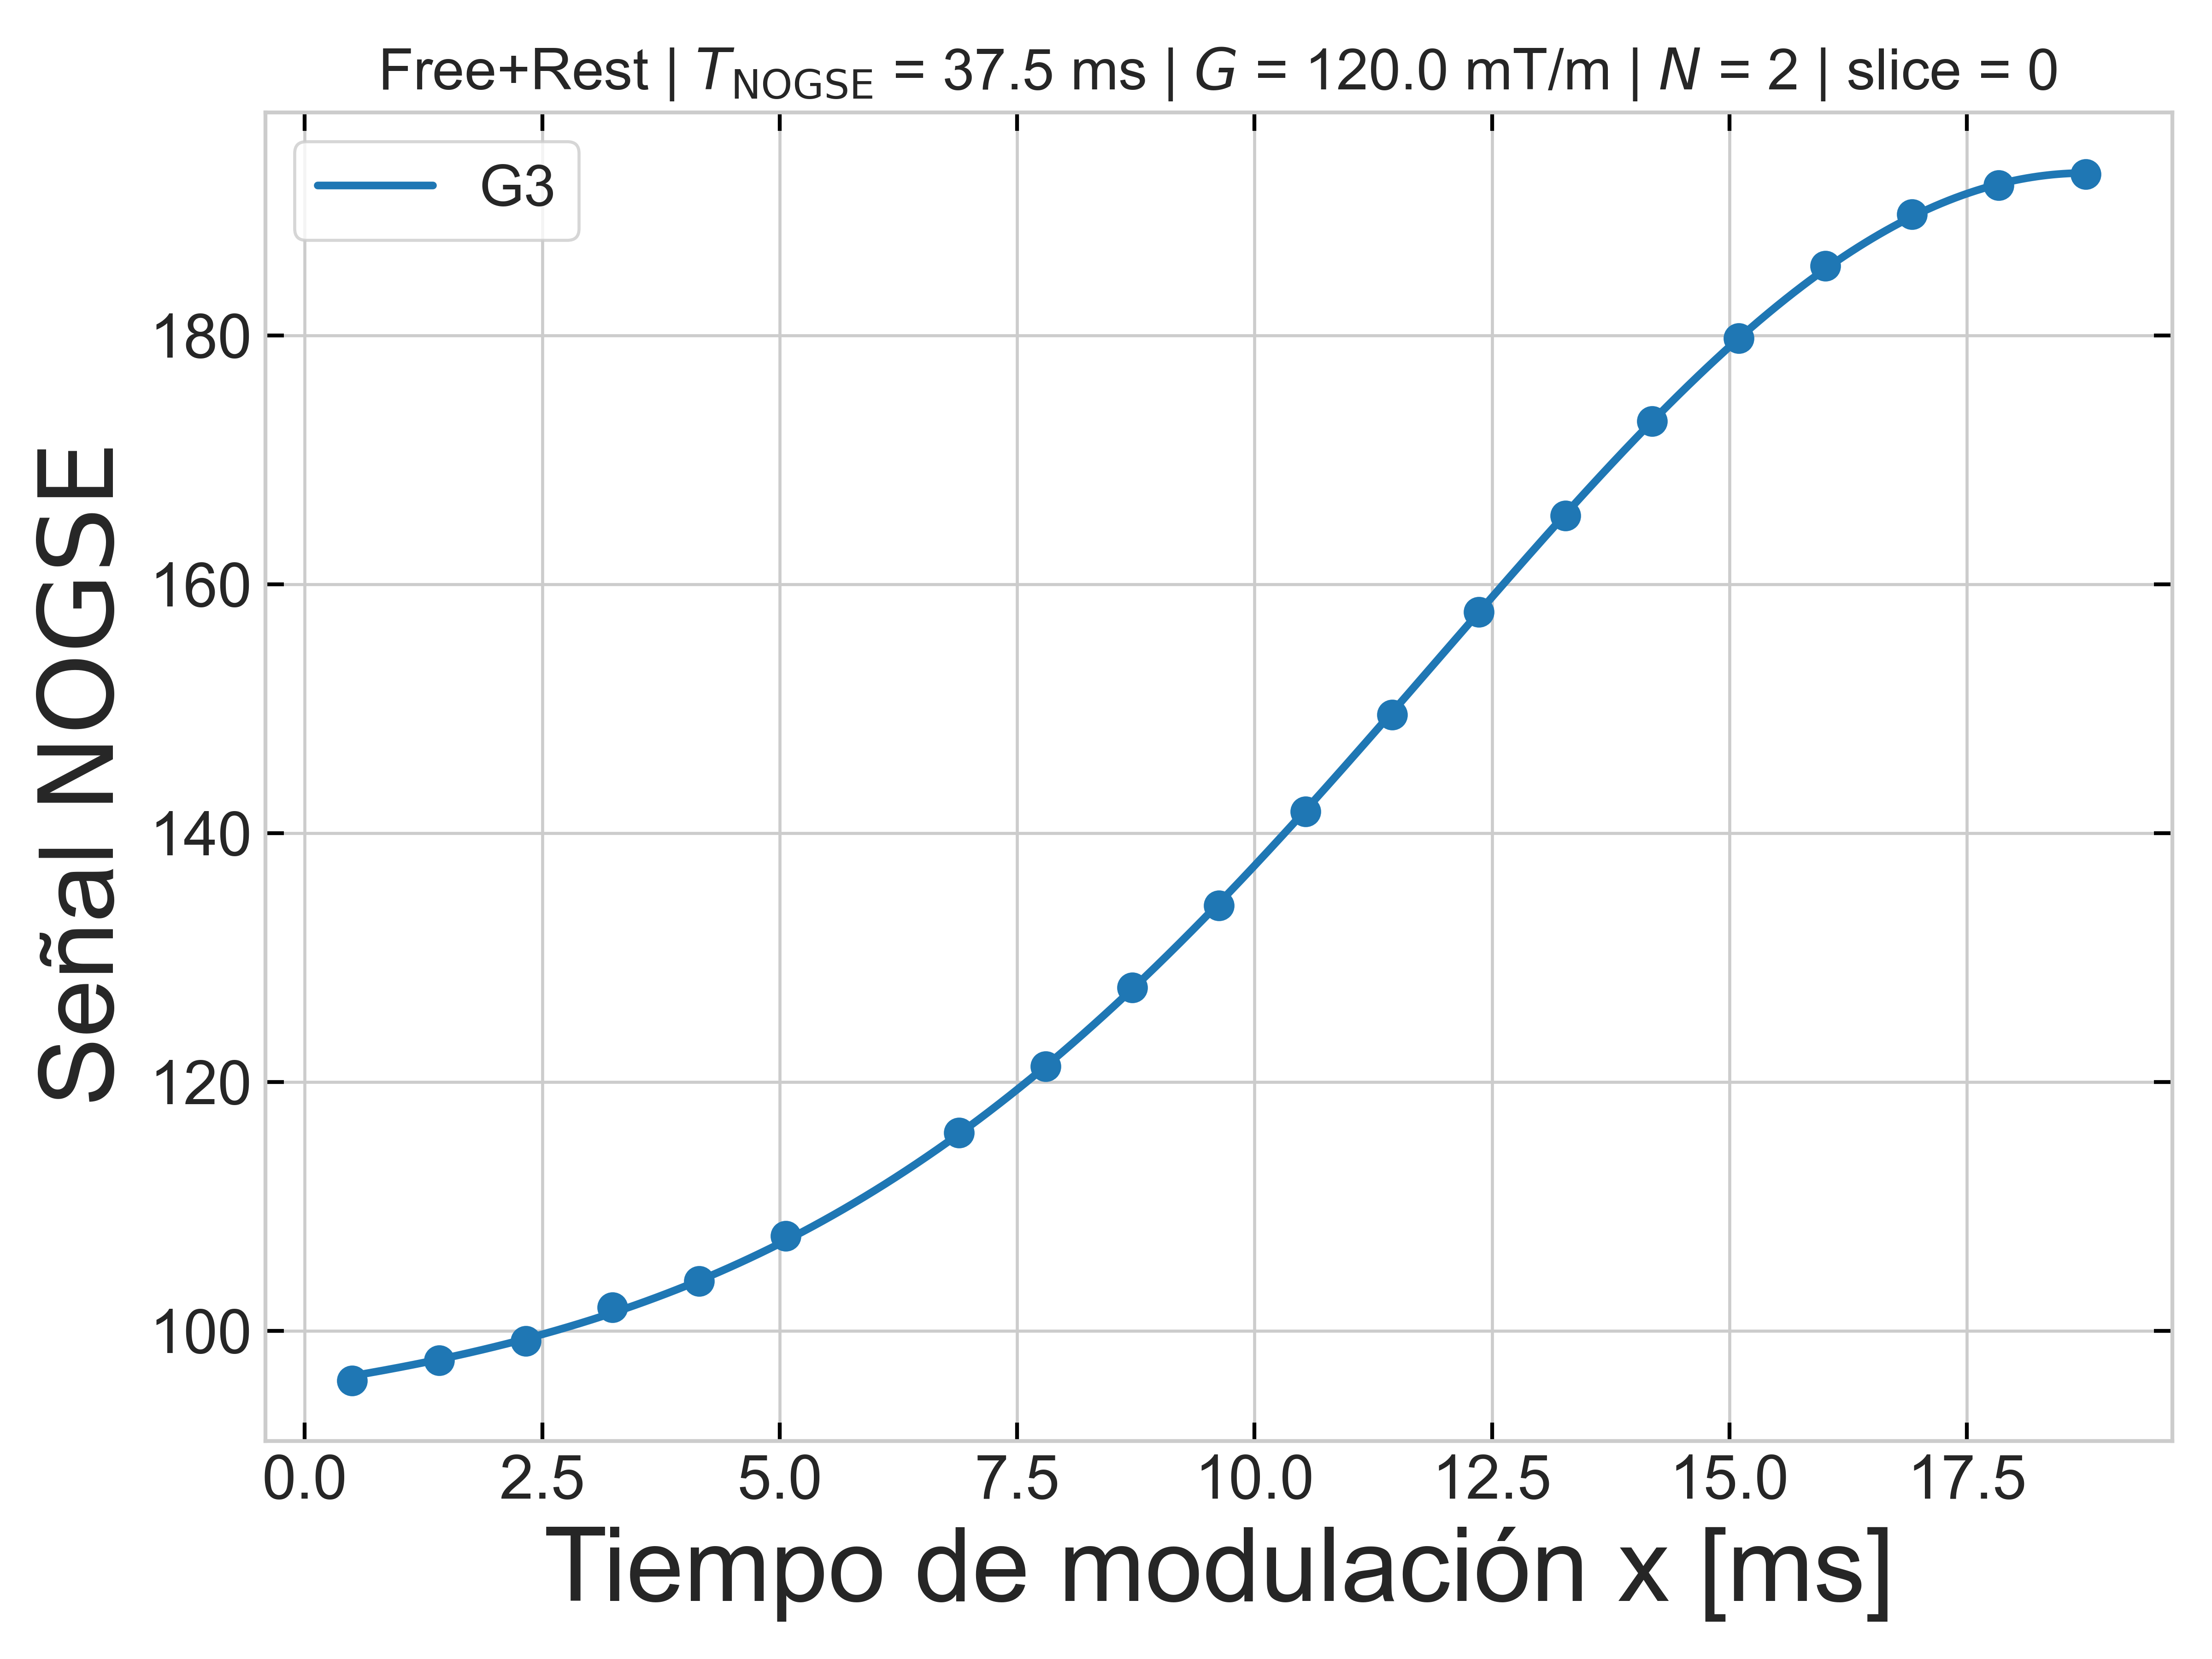 Free+Rest | T_NOGSE = 37.5 ms | G = 120.0 mT/m | N = 2 | slice = 0
G3
Señal NOGSE
180
160
140
120
100
0.0 2.5 5.0 7.5 10.0 12.5 15.0 17.5
Tiempo de modulación x [ms]